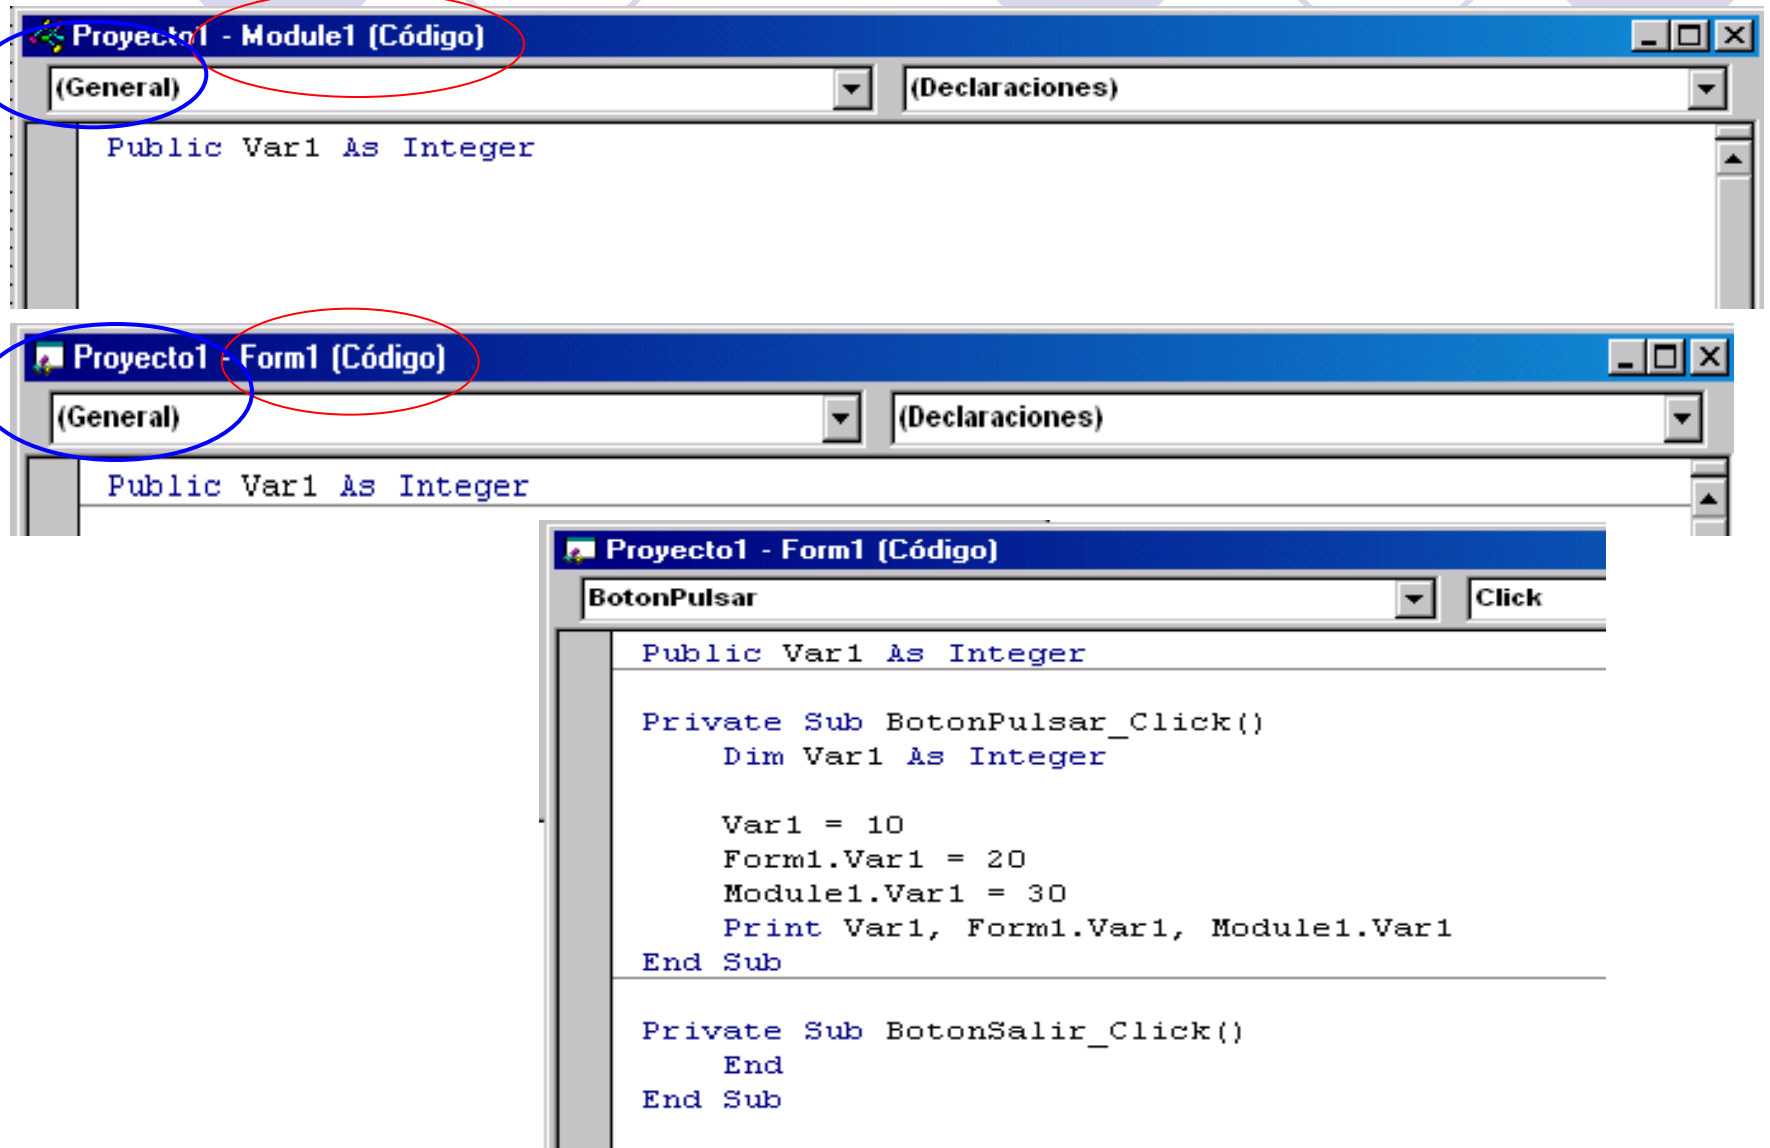 Proyecto1 - Module1 (Código)
(General) (Declaraciones)
Public Var1 As Integer
Proyecto1 - Form1 (Código)
(General) (Declaraciones)
Public Var1 As Integer
Proyecto1 - Form1 (Código)
BotonPulsar Click
Public Var1 As Integer
Private Sub BotonPulsar_Click()
Dim Var1 As Integer
Var1 = 10
Form1.Var1 = 20
Module1.Var1 = 30
Print Var1, Form1.Var1, Module1.Var1
End Sub
Private Sub BotonSalir_Click()
End
End Sub